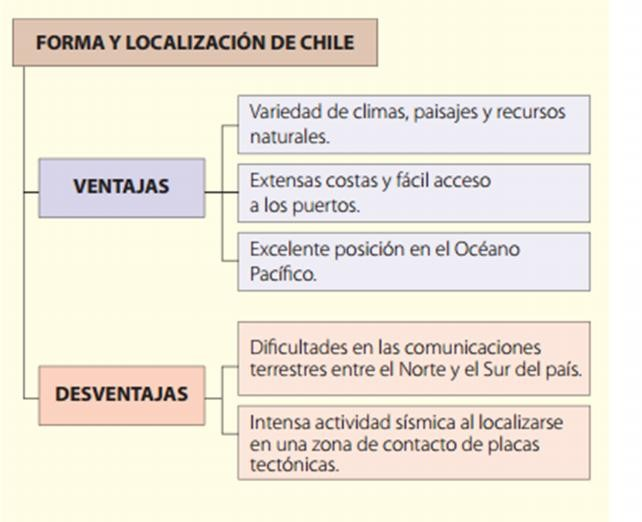 FORMA Y LOCALIZACIÓN DE CHILE
VENTAJAS
Variedad de climas, paisajes y recursos
naturales.
Extensas costas y fácil acceso
a los puertos.
Excelente posición en el Océano
Pacífico.
DESVENTAJAS
Dificultades en las comunicaciones
terrestres entre el Norte y el Sur del país.
Intensa actividad sísmica al localizarse
en una zona de contacto de placas
tectónicas.